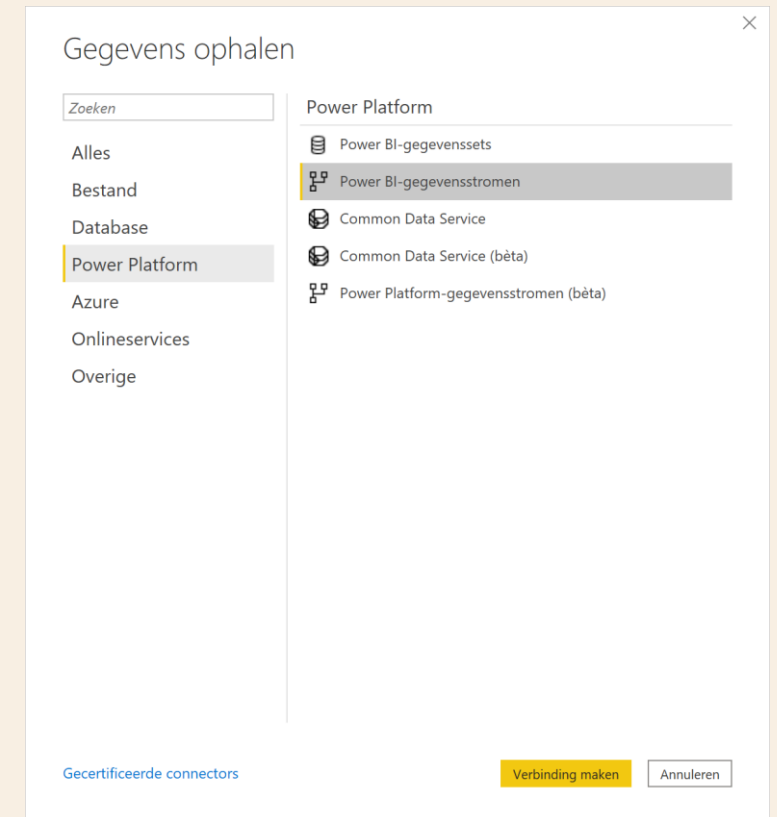 Gegevens ophalen
Zoeken
Alles
Bestand
Database
Power Platform
Azure
Onlineservices
Overige
Power Platform
Power BI-gegevenssets
Power BI-gegevensstromen
Common Data Service
Common Data Service (bèta)
Power Platform-gegevensstromen (bèta)
Gecertificeerde connectors
Verbinding maken
Annuleren